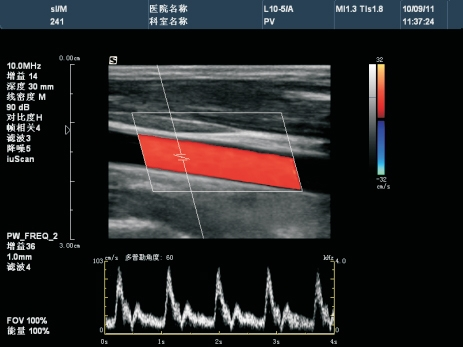 sl/M 医院名称 L10-5/A MI1.3 TIs1.8 10/09/11
241 科室名称 PV 11:37:24
0.00cm
S
32
10.0MHz
增益 14
深度 30 mm
线密度 M
90 dB
对比度H
帧相关4
滤波3
降噪5
iuScan
-32
cm/s
PW_FREQ_2
增益36
1.0mm
滤波4
3.00cm
103 cm/s 多普勒角度: 60 kHz 4.0
FOV 100%
能量 100%
0 0
0s 1s 2s 3s 4s